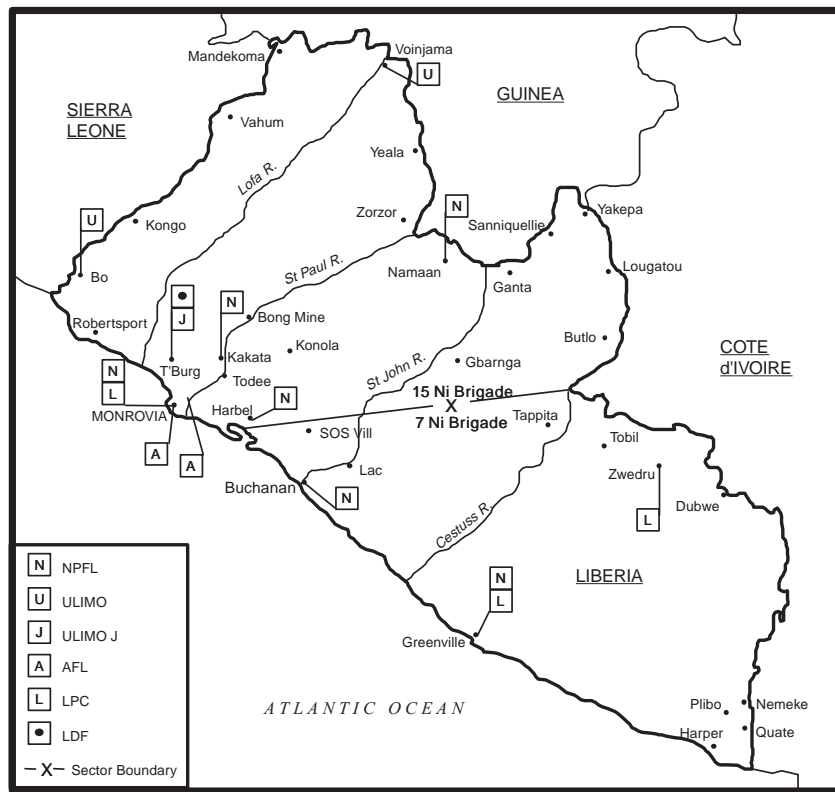 Mandekoma
Voinjama
U
SIERRA
LEONE
GUINEA
Vahum
Lofa R.
Yeala
U
Kongo
Zorzor
N
Sanniquellie
Yakepa
St Paul R.
Bo
Namaan
Ganta
Lougatou
J
N
Bong Mine
Robertsport
Konola
St John R.
Butlo
COTE
d'IVOIRE
N
L
T'Burg
Kakata
Todee
Gbarnga
MONROVIA
Harbel
N
15 Ni Brigade
X
7 Ni Brigade
Tappita
A
A
SOS Vill
Tobil
Lac
Zwedru
Buchanan
N
Dubwe
L
Cestuss R.
N
L
LIBERIA
Greenville
N NPFL
U ULIMO
J ULIMO J
A AFL
L LPC
LDF
X Sector Boundary
ATLANTIC OCEAN
Plibo
Nemeke
Harper
Quate